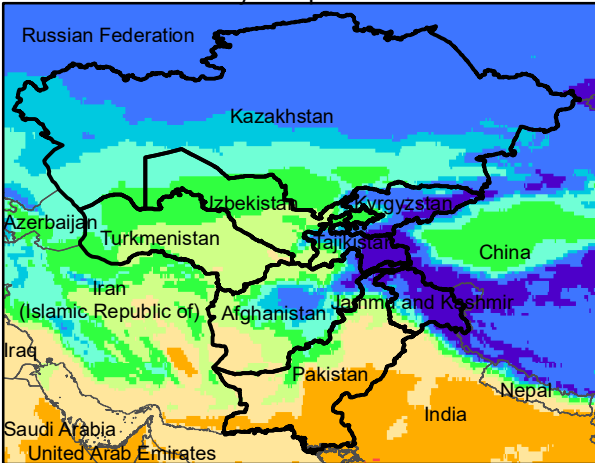 Russian Federation
Kazakhstan
Izbekistan
Kyrgyzstan
Azerbaijan
Turkmenistan
Tajikistan
China
Iran
(Islamic Republic of)
Afghanistan
Jammu and Kashmir
Iraq
Pakistan
Nepal
India
Saudi Arabia
United Arab Emirates